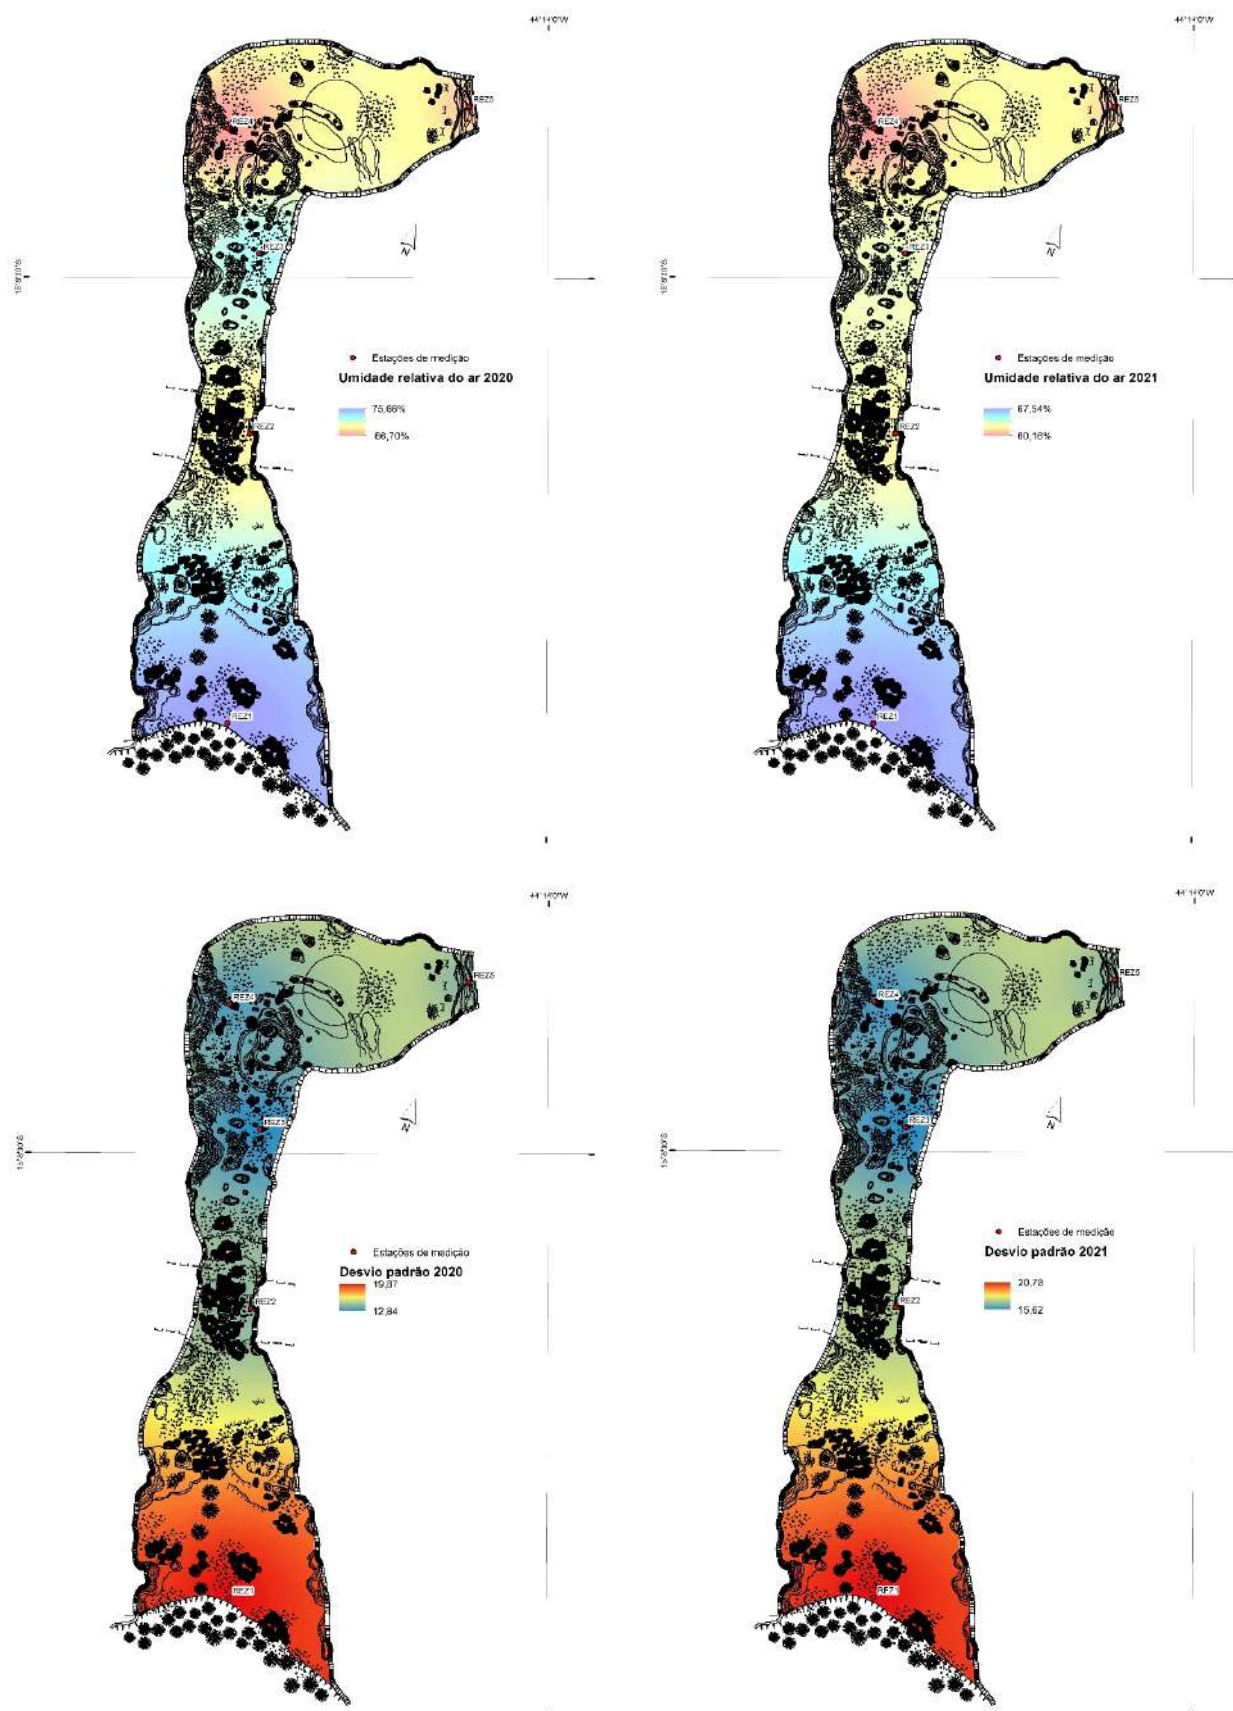 44°14'0"W
REZ5
REZ4
REZ3
N
Estações de medição
Umidade relativa do ar 2020
75,66%
66,70%
REZ2
REZ1
44°14'0"W
REZ5
REZ4
REZ3
N
Estações de medição
Umidade relativa do ar 2021
67,54%
60,16%
REZ2
REZ1
44°14'0"W
REZ5
REZ4
REZ3
N
Estações de medição
Desvio padrão 2020
19,87
12,84
REZ2
REZ1
44°14'0"W
REZ5
REZ4
REZ3
N
Estações de medição
Desvio padrão 2021
20,78
15,62
REZ2
REZ1